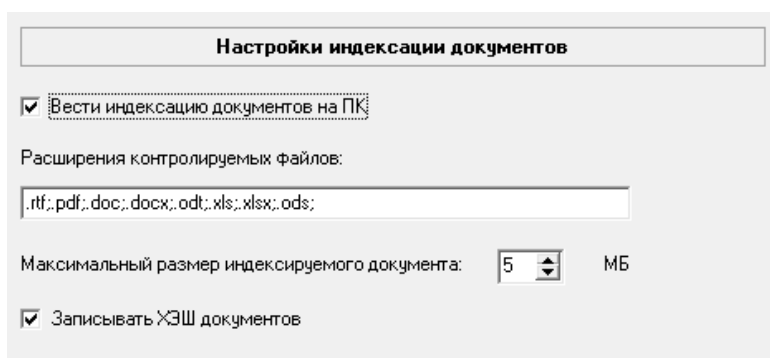 Настройки индексации документов
Вести индексацию документов на ПК
Расширения контролируемых файлов:
.rtf;.pdf;.doc;.docx;.odt;.xls;.xlsx;.ods;
Максимальный размер индексируемого документа: 5 МБ
Записывать ХЭШ документов